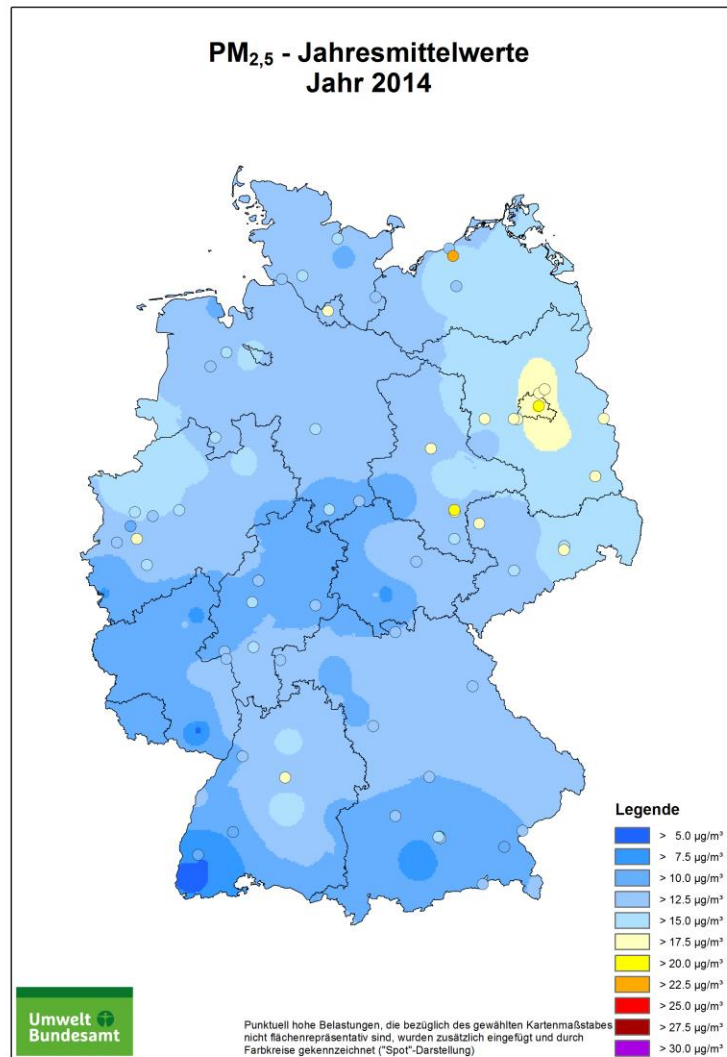 PM2,5 - Jahresmittelwerte
Jahr 2014
Legende
> 5.0 µg/m³
> 7.5 µg/m³
> 10.0 µg/m³
> 12.5 µg/m³
> 15.0 µg/m³
> 17.5 µg/m³
> 20.0 µg/m³
> 22.5 µg/m³
> 25.0 µg/m³
> 27.5 µg/m³
> 30.0 µg/m³
Umwelt
Bundesamt
Punktuell hohe Belastungen, die bezüglich des gewählten Kartenmaßstabes
nicht flächenrepräsentativ sind, wurden zusätzlich eingefügt und durch
Farbkreise gekennzeichnet ("Spot"-Darstellung)